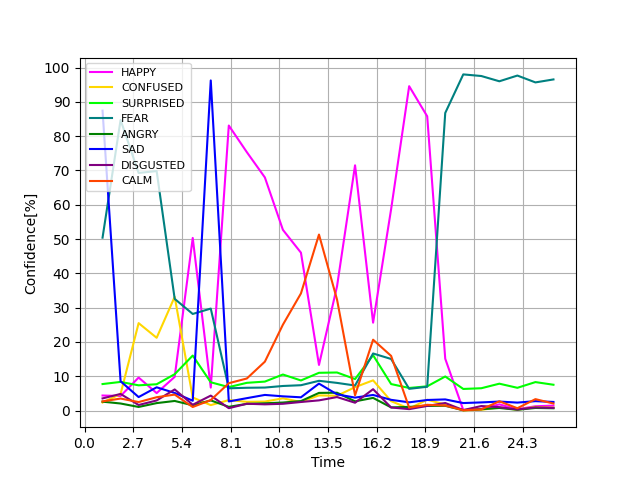 100
90
80
70
60
50
40
30
20
10
0
Confidence[%]
HAPPY
CONFUSED
SURPRISED
FEAR
ANGRY
SAD
DISGUSTED
CALM
0.0 2.7 5.4 8.1 10.8 13.5 16.2 18.9 21.6 24.3
Time